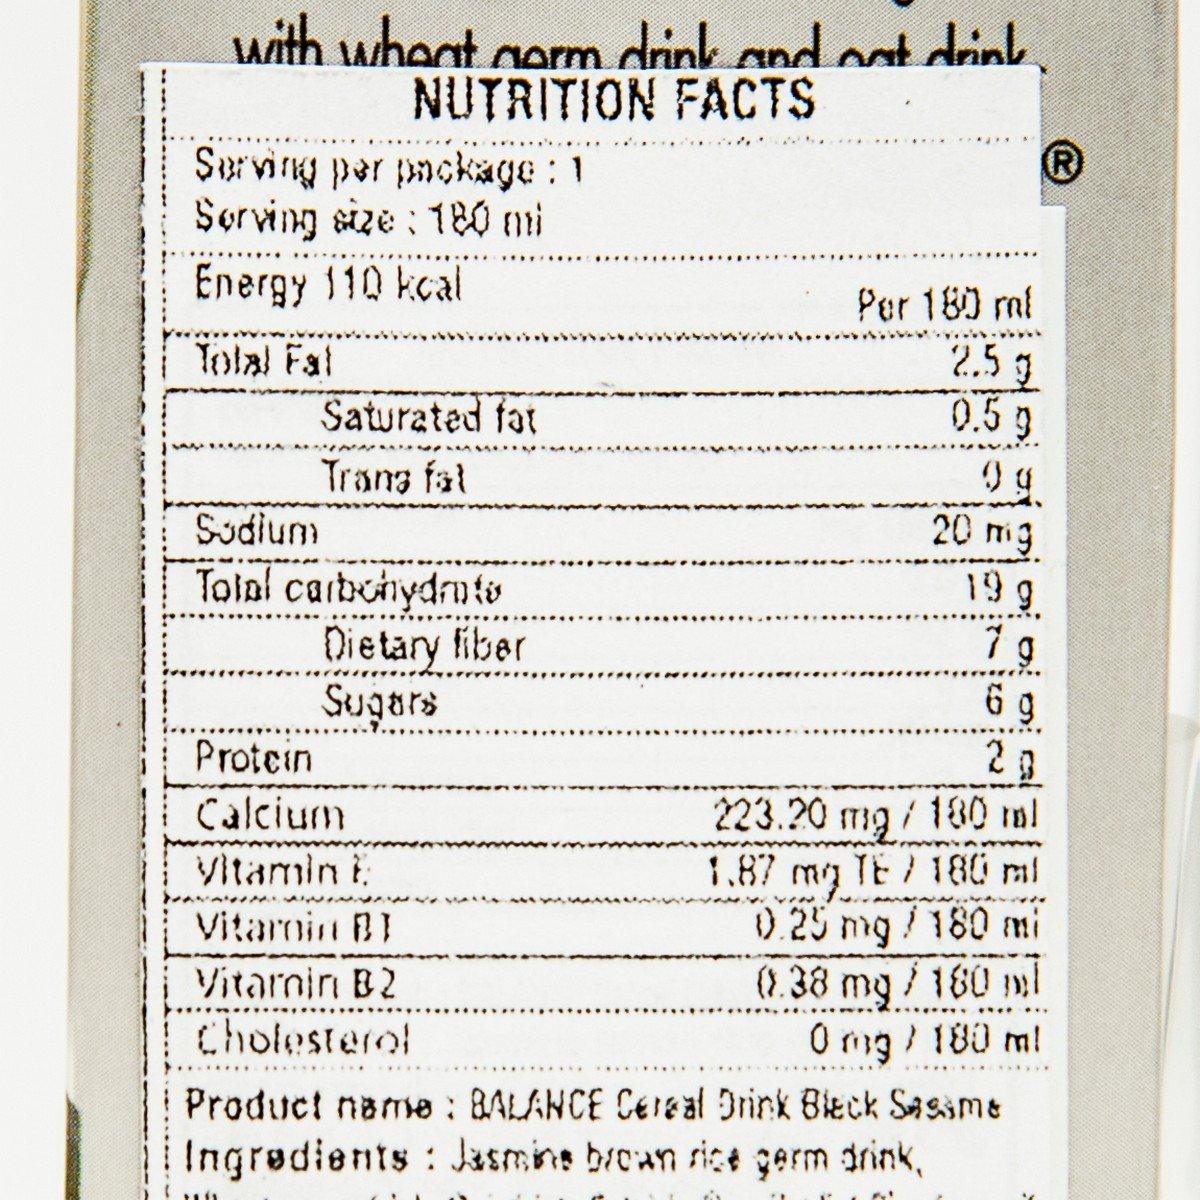 with wheat germ drink and oat drink
®
NUTRITION FACTS
Serving per package : 1
Serving size : 180 ml
Energy 110 kcal
Per 180 ml
Total Fat 2.5 g
Saturated fat 0.5 g
Trans fat 0 g
Sodium 20 mg
Total carbohydrate 19 g
Dietary fiber 7 g
Sugars 6 g
Protein 2 g
Calcium 223.20 mg / 180 ml
Vitamin E 1.87 mg TE / 180 ml
Vitamin B1 0.25 mg / 180 ml
Vitamin B2 0.38 mg / 180 ml
Cholesterol 0 mg / 180 ml
Product name : BALANCE Cereal Drink Black Sesame
Ingredients : Jasmine brown rice germ drink,